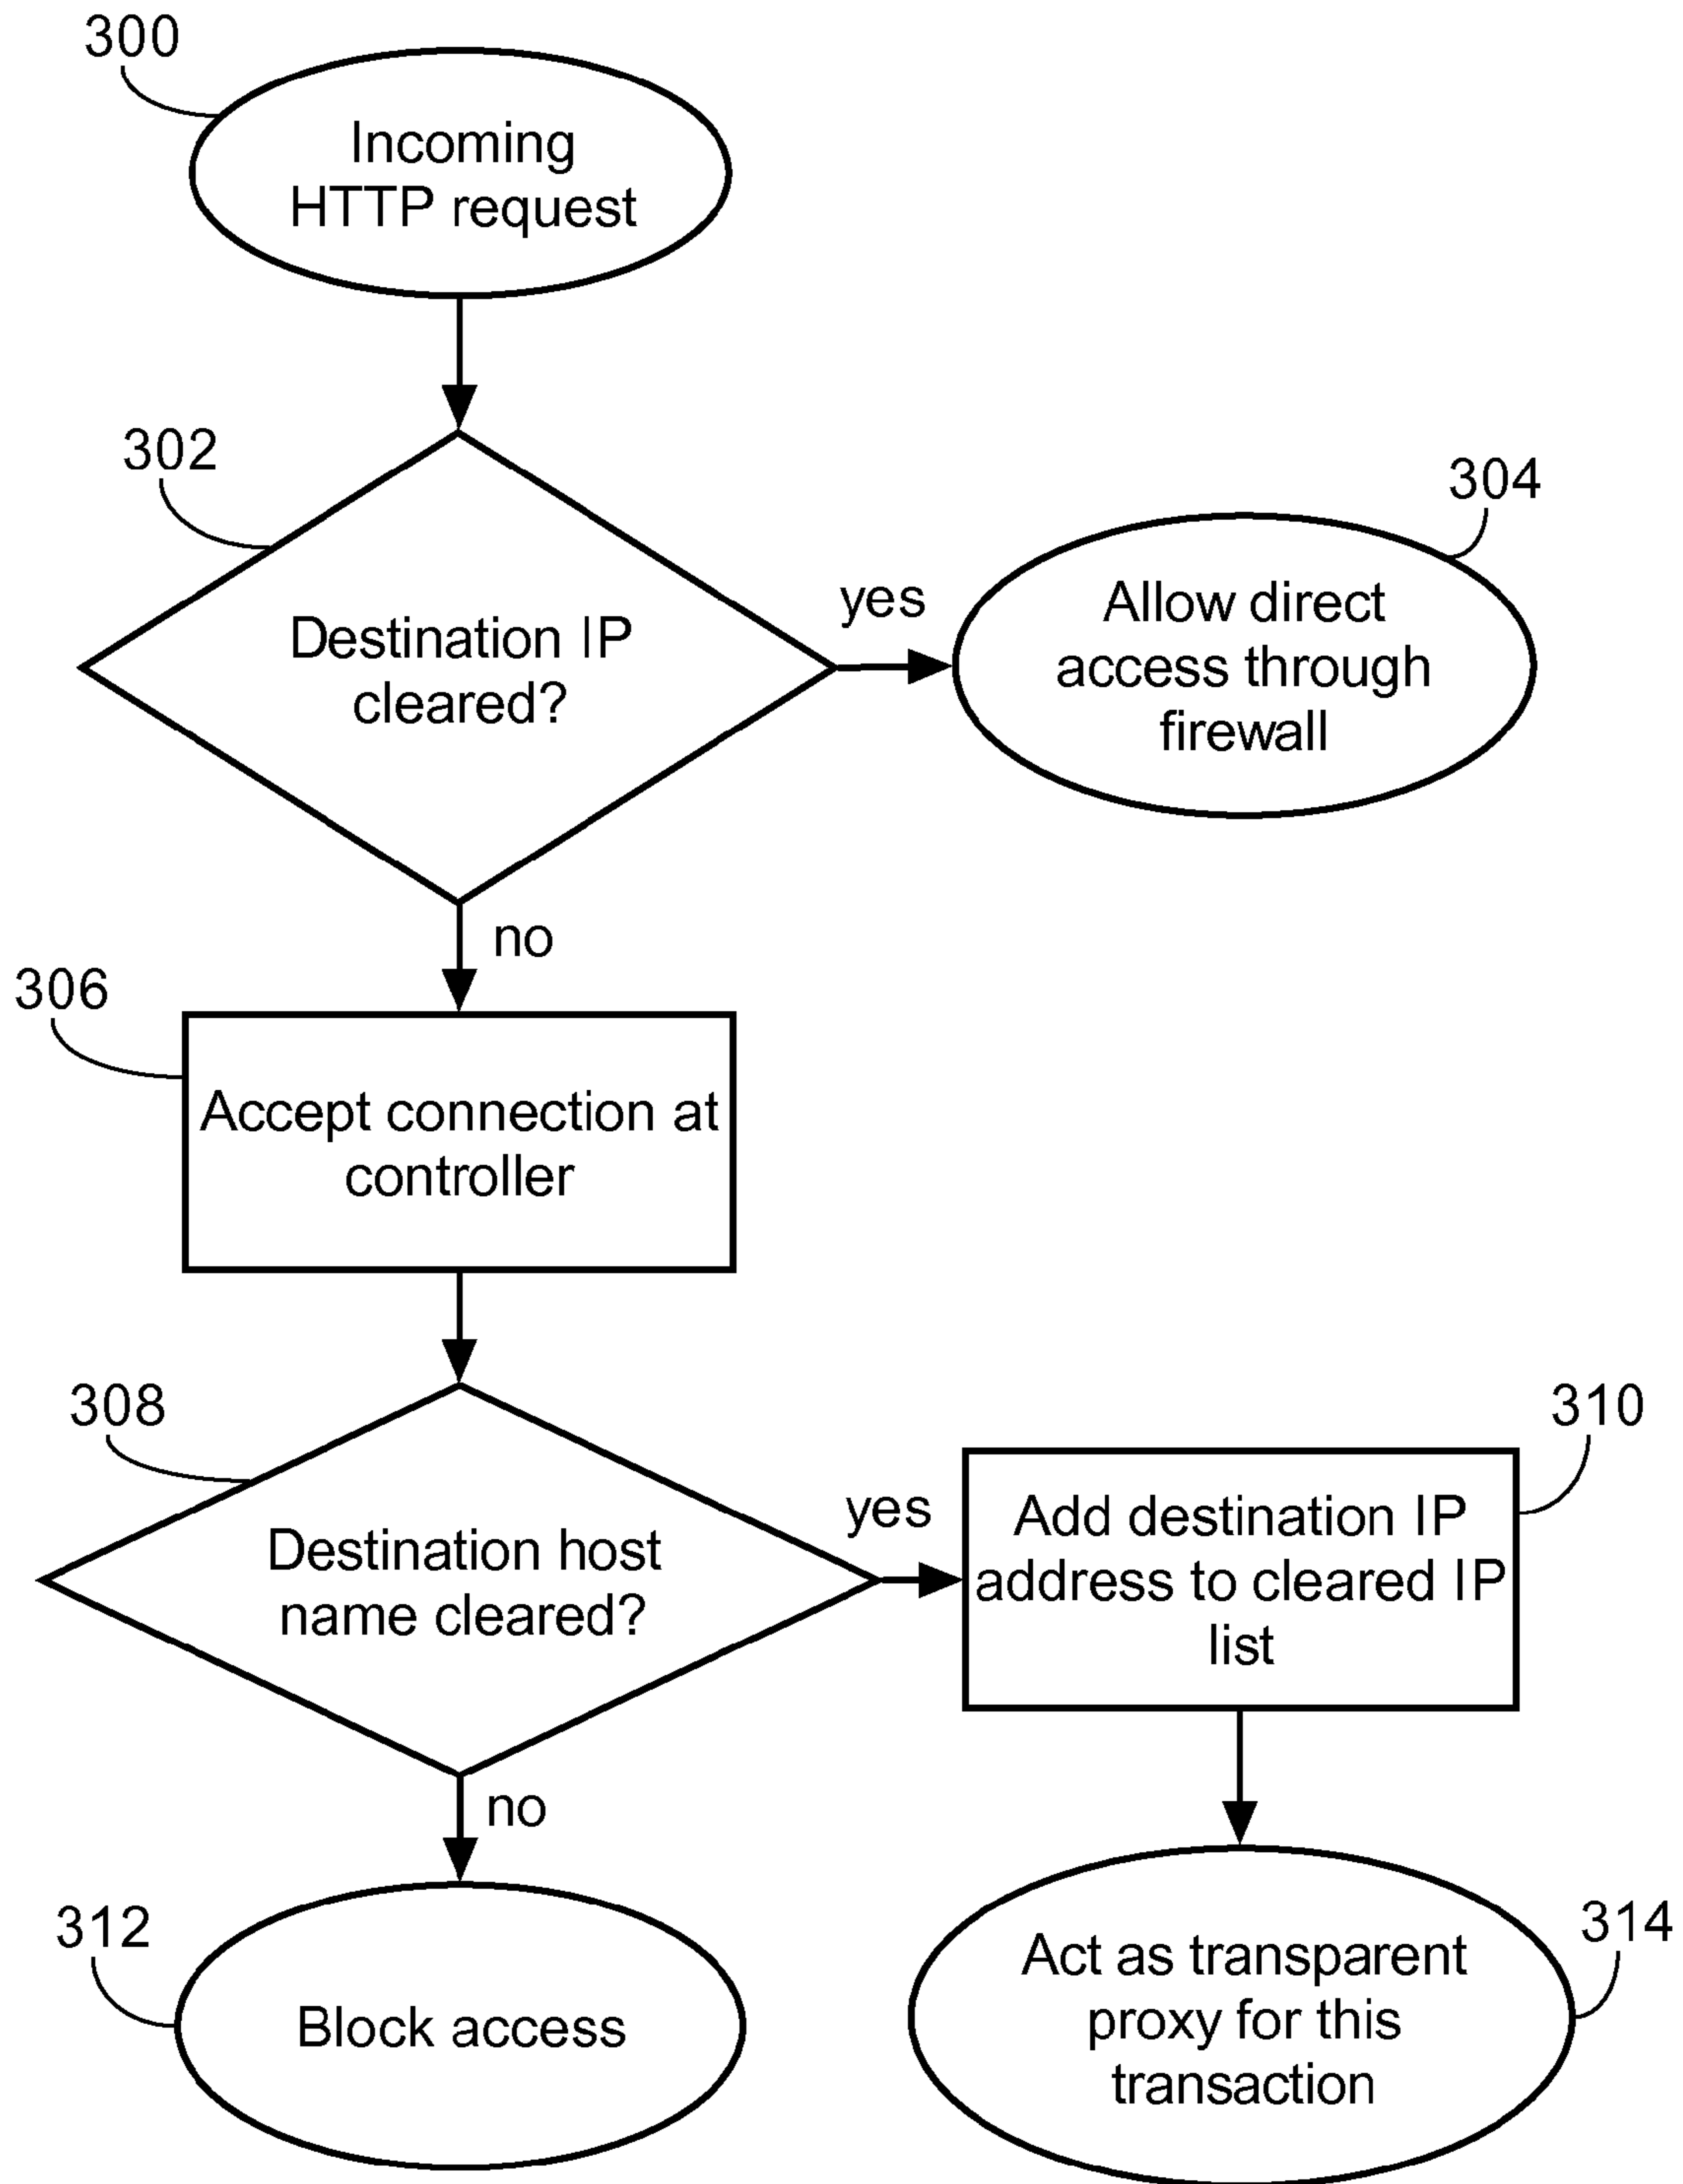 300
Incoming
HTTP request
302
Destination IP
cleared?
yes
304
Allow direct
access through
firewall
no
306
Accept connection at
controller
308
Destination host
name cleared?
yes
310
Add destination IP
address to cleared IP
list
no
312
Block access
314
Act as transparent
proxy for this
transaction